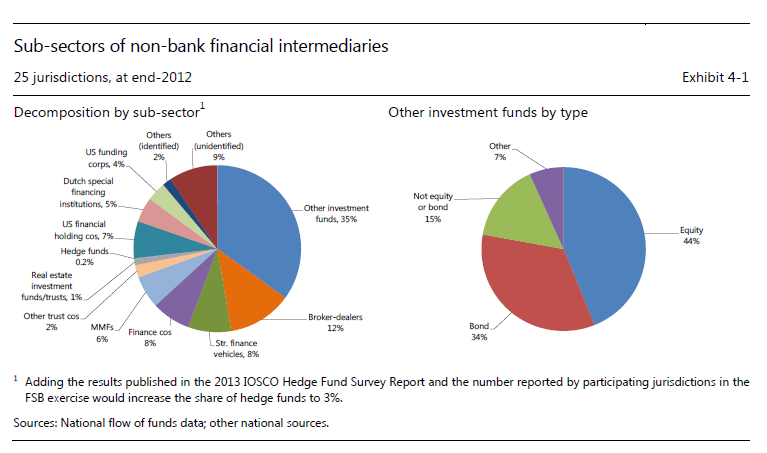 Sub-sectors of non-bank financial intermediaries
25 jurisdictions, at end-2012
Exhibit 4-1
Decomposition by sub-sector1
Others
(unidentified)
9%
Others
(identified)
2%
US funding
corps, 4%
Dutch special
financing
institutions, 5%
US financial
holding cos, 7%
Hedge funds
0.2%
Real estate
investment
funds/trusts, 1%
Other trust cos
2%
MMFs
6%
Finance cos
8%
Str. finance
vehicles, 8%
Broker-dealers
12%
Other investment
funds, 35%
Other investment funds by type
Other
7%
Not equity
or bond
15%
Equity
44%
Bond
34%
1 Adding the results published in the 2013 IOSCO Hedge Fund Survey Report and the number reported by participating jurisdictions in the
FSB exercise would increase the share of hedge funds to 3%.
Sources: National flow of funds data; other national sources.